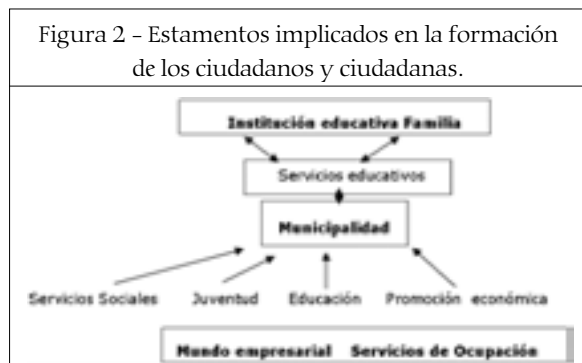 Figura 2 - Estamentos implicados en la formación
de los ciudadanos y ciudadanas.
Institución educativa Familia
Servicios educativos
Municipalidad
Servicios Sociales Juventud Educación Promoción económica
Mundo empresarial Servicios de Ocupación